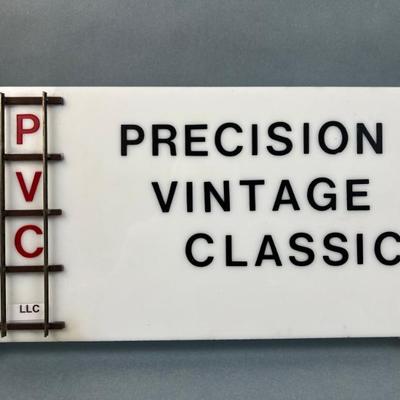 P
V
C
LLC
PRECISION
VINTAGE
CLASSIC